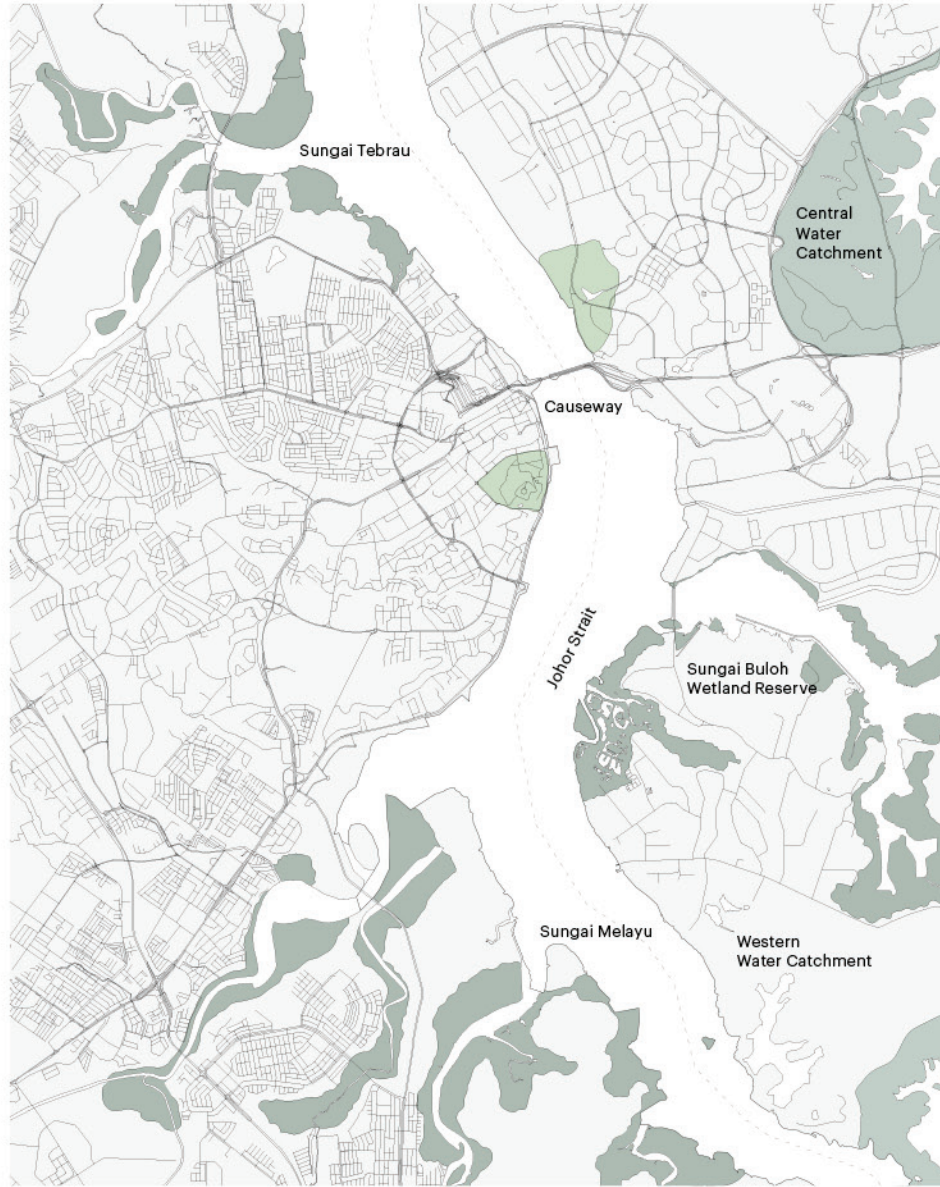 Sungai Tebrau
Central
Water
Catchment
Causeway
Johor Strait
Sungai Buloh
Wetland Reserve
Sungai Melayu
Western
Water Catchment